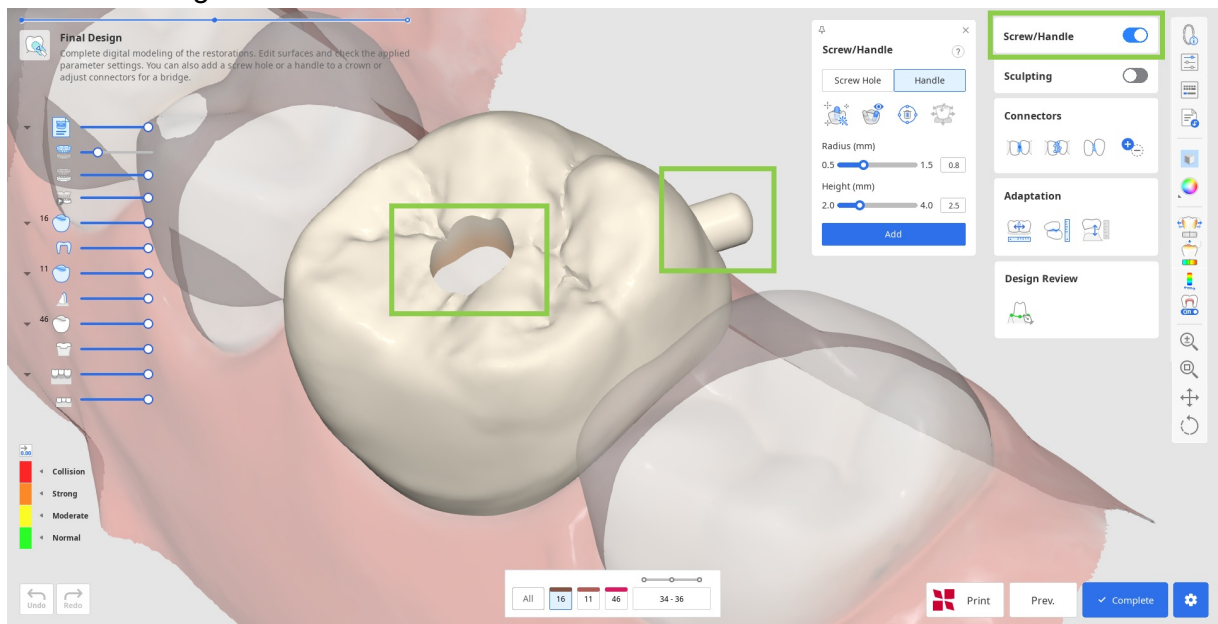 Final Design
Complete digital modeling of the restorations. Edit surfaces and check the applied
parameter settings. You can also add a screw hole or a handle to a crown or
adjust connectors for a bridge.
16
11
46
0.00
Collision
Strong
Moderate
Normal
Undo
Redo
Screw/Handle
?
Screw Hole
Handle
Radius (mm)
0.5
1.5
0.8
Height (mm)
2.0
4.0
2.5
Add
Screw/Handle
Sculpting
Connectors
Adaptation
Design Review
ON
All
16
11
46
34 - 36
Print
Prev.
Complete